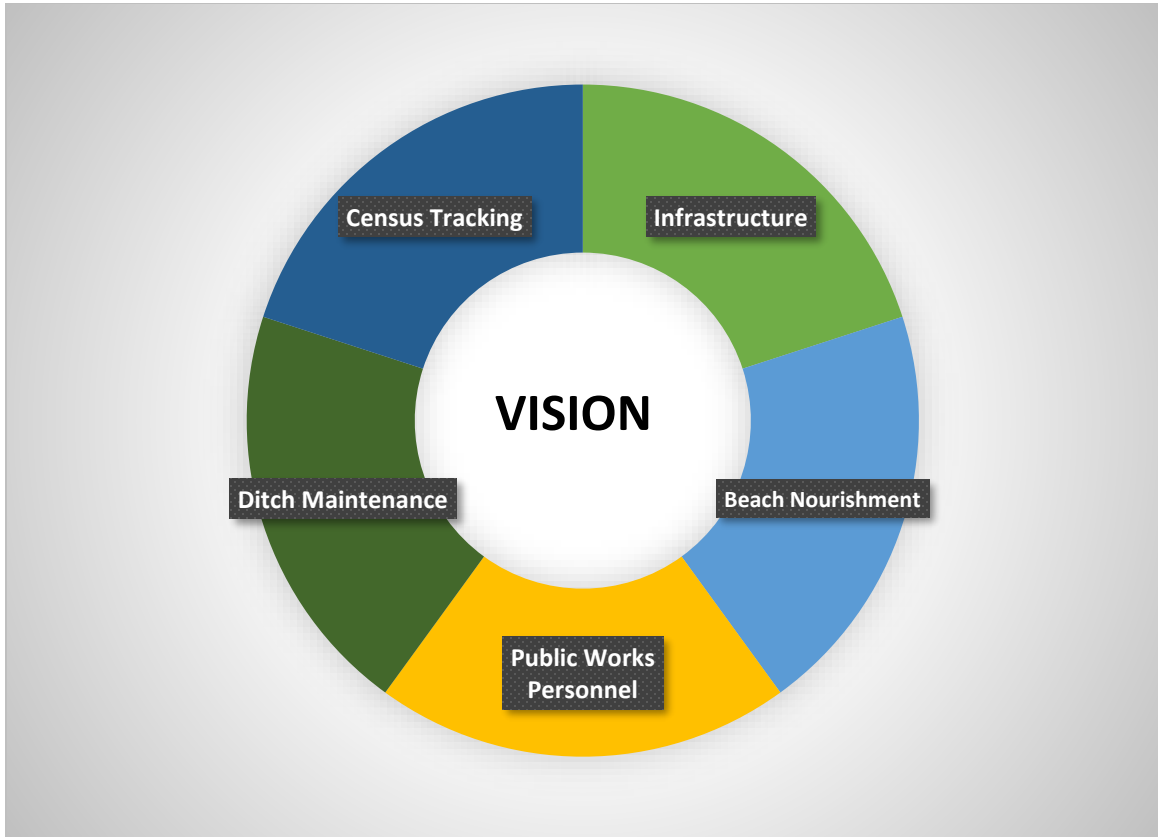 Census Tracking
Infrastructure
VISION
Ditch Maintenance
Beach Nourishment
Public Works
Personnel